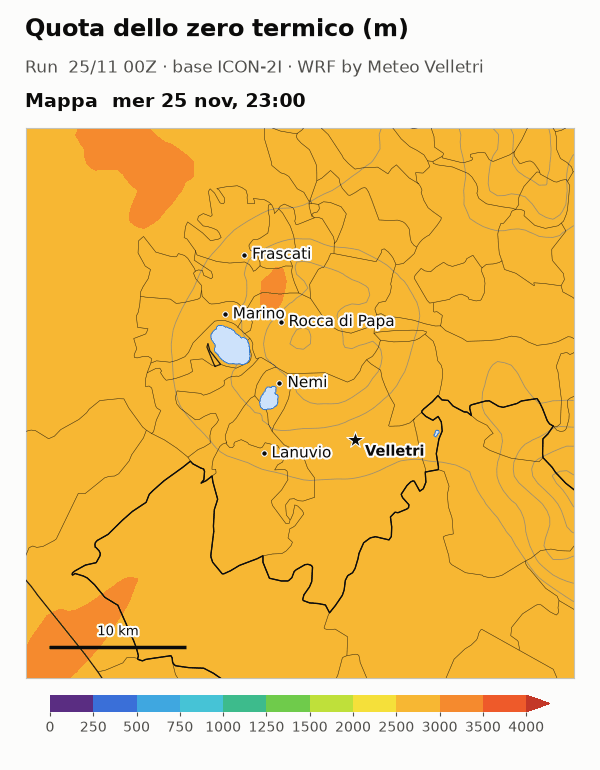 Quota dello zero termico (m)
Run 25/11 00Z · base ICON-2I · WRF by Meteo Velletri
Mappa mer 25 nov, 23:00
Frascati
Marino
Rocca di Papa
Nemi
Velletri
Lanuvio
10 km
0 250 500 750 1000 1250 1500 2000 2500 3000 3500 4000